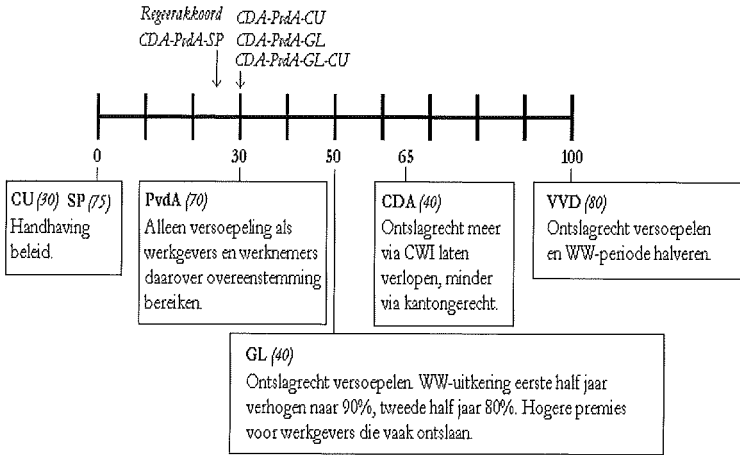 Regeerakkoord
CDA-PvdA-SP
CDA-PvdA-CU
CDA-PvdA-GL
CDA-PvdA-GL-CU
0
30
50
65
100
CU (30) SP (75)
Handhaving
beleid.
PvdA (70)
Alleen versoepeling als
werkgevers en werknemers
daarover overeenstemming
bereiken.
CDA (40)
Ontslagrecht meer
via CWI laten
verlopen, minder
via kantongerecht.
VVD (80)
Ontslagrecht versoepelen
en WW-periode halveren.
GL (40)
Ontslagrecht versoepelen. WW-uitkering eerste half jaar
verhogen naar 90%, tweede half jaar 80%. Hogere premies
voor werkgevers die vaak ontslaan.